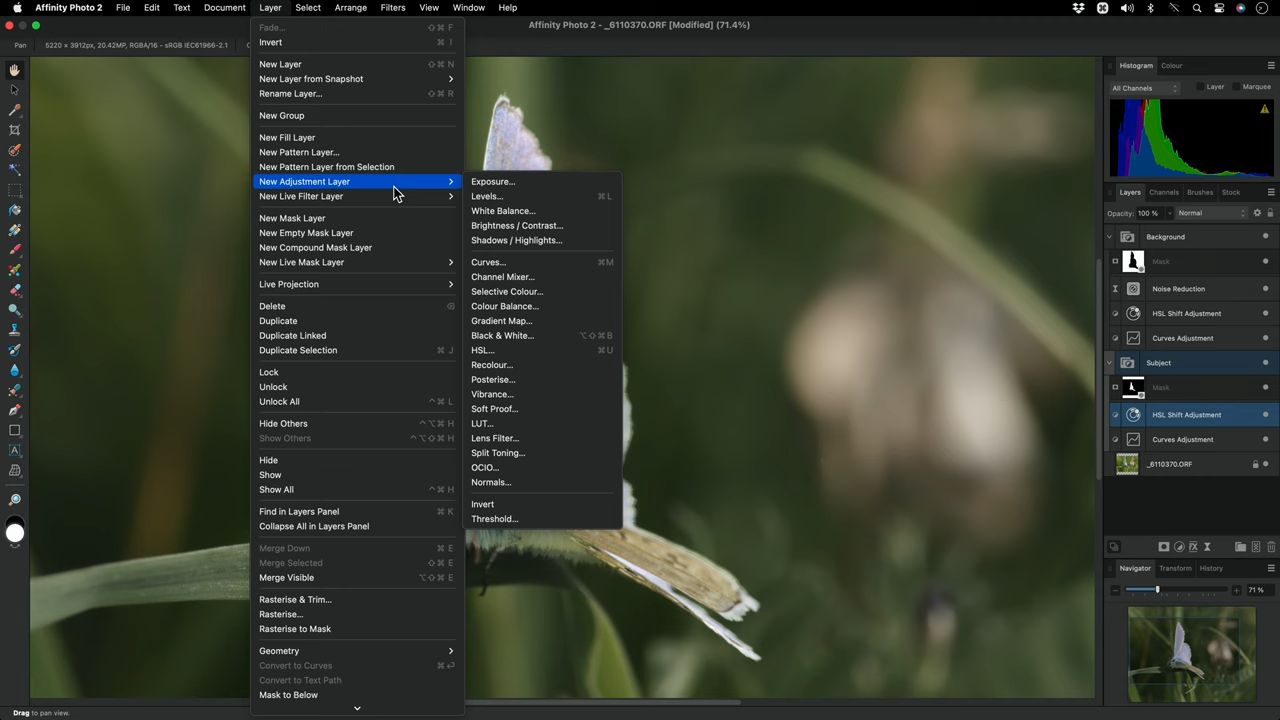 Affinity Photo 2 File Edit Text Document Layer Select Arrange Filters View Window Help
Affinity Photo 2 - _6110370.ORF [Modified] (71.4%)
Pan 5220 × 3912px, 20.42MP, RGBA/16 - sRGB IEC61966-2.1
Fade... ⇧⌘ F
Invert ⌘ I
New Layer ⇧⌘ N
New Layer from Snapshot
Rename Layer... ⇧⌘ R
New Group
New Fill Layer
New Pattern Layer...
New Pattern Layer from Selection
New Adjustment Layer
New Live Filter Layer
New Mask Layer
New Empty Mask Layer
New Compound Mask Layer
New Live Mask Layer
Live Projection
Delete
Duplicate
Duplicate Linked
Duplicate Selection ⌘ J
Lock
Unlock
Unlock All ^⌘ L
Hide Others ^⌥⌘ H
Show Others ^⌥⇧⌘ H
Hide
Show
Show All ^⌘ H
Find in Layers Panel ⌘ K
Collapse All in Layers Panel
Merge Down ⌘ E
Merge Selected ⇧⌘ E
Merge Visible ⌥⇧⌘ E
Rasterise & Trim...
Rasterise...
Rasterise to Mask
Geometry
Convert to Curves ⌘⏎
Convert to Text Path
Mask to Below
Exposure...
Levels... ⌘ L
White Balance...
Brightness / Contrast...
Shadows / Highlights...
Curves... ⌘M
Channel Mixer...
Selective Colour...
Colour Balance...
Gradient Map...
Black & White... ⌥⇧⌘B
HSL... ⌘U
Recolour...
Posterise...
Vibrance...
Soft Proof...
LUT...
Lens Filter...
Split Toning...
OCIO...
Normals...
Invert
Threshold...
Histogram Colour
All Channels Layer Marquee
Layers Channels Brushes Stock
Opacity: 100 % Normal
Background
Mask
Noise Reduction
HSL Shift Adjustment
Curves Adjustment
Subject
Mask
HSL Shift Adjustment
Curves Adjustment
_6110370.ORF
Navigator Transform History
71 %
Drag to pan view.